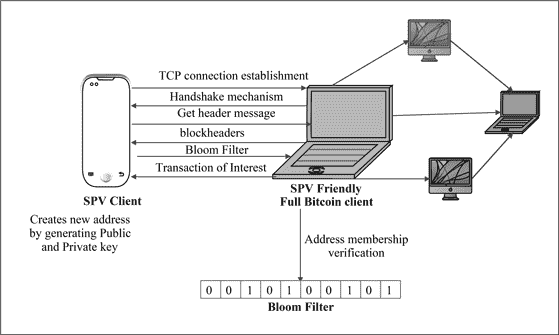 TCP connection establishment
Handshake mechanism
Get header message
blockheaders
Bloom Filter
Transaction of Interest
SPV Client
Creates new address
by generating Public
and Private key
SPV Friendly
Full Bitcoin client
Address membership
verification
0 0 1 0 1 0 0 1 0 1
Bloom Filter